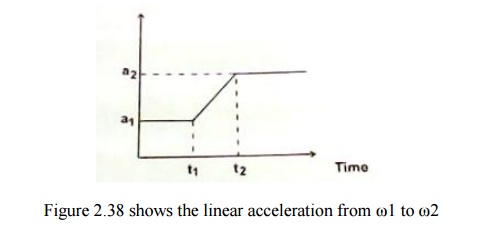 a2
a1
t1 t2 Time
Figure 2.38 shows the linear acceleration from ω1 to ω2